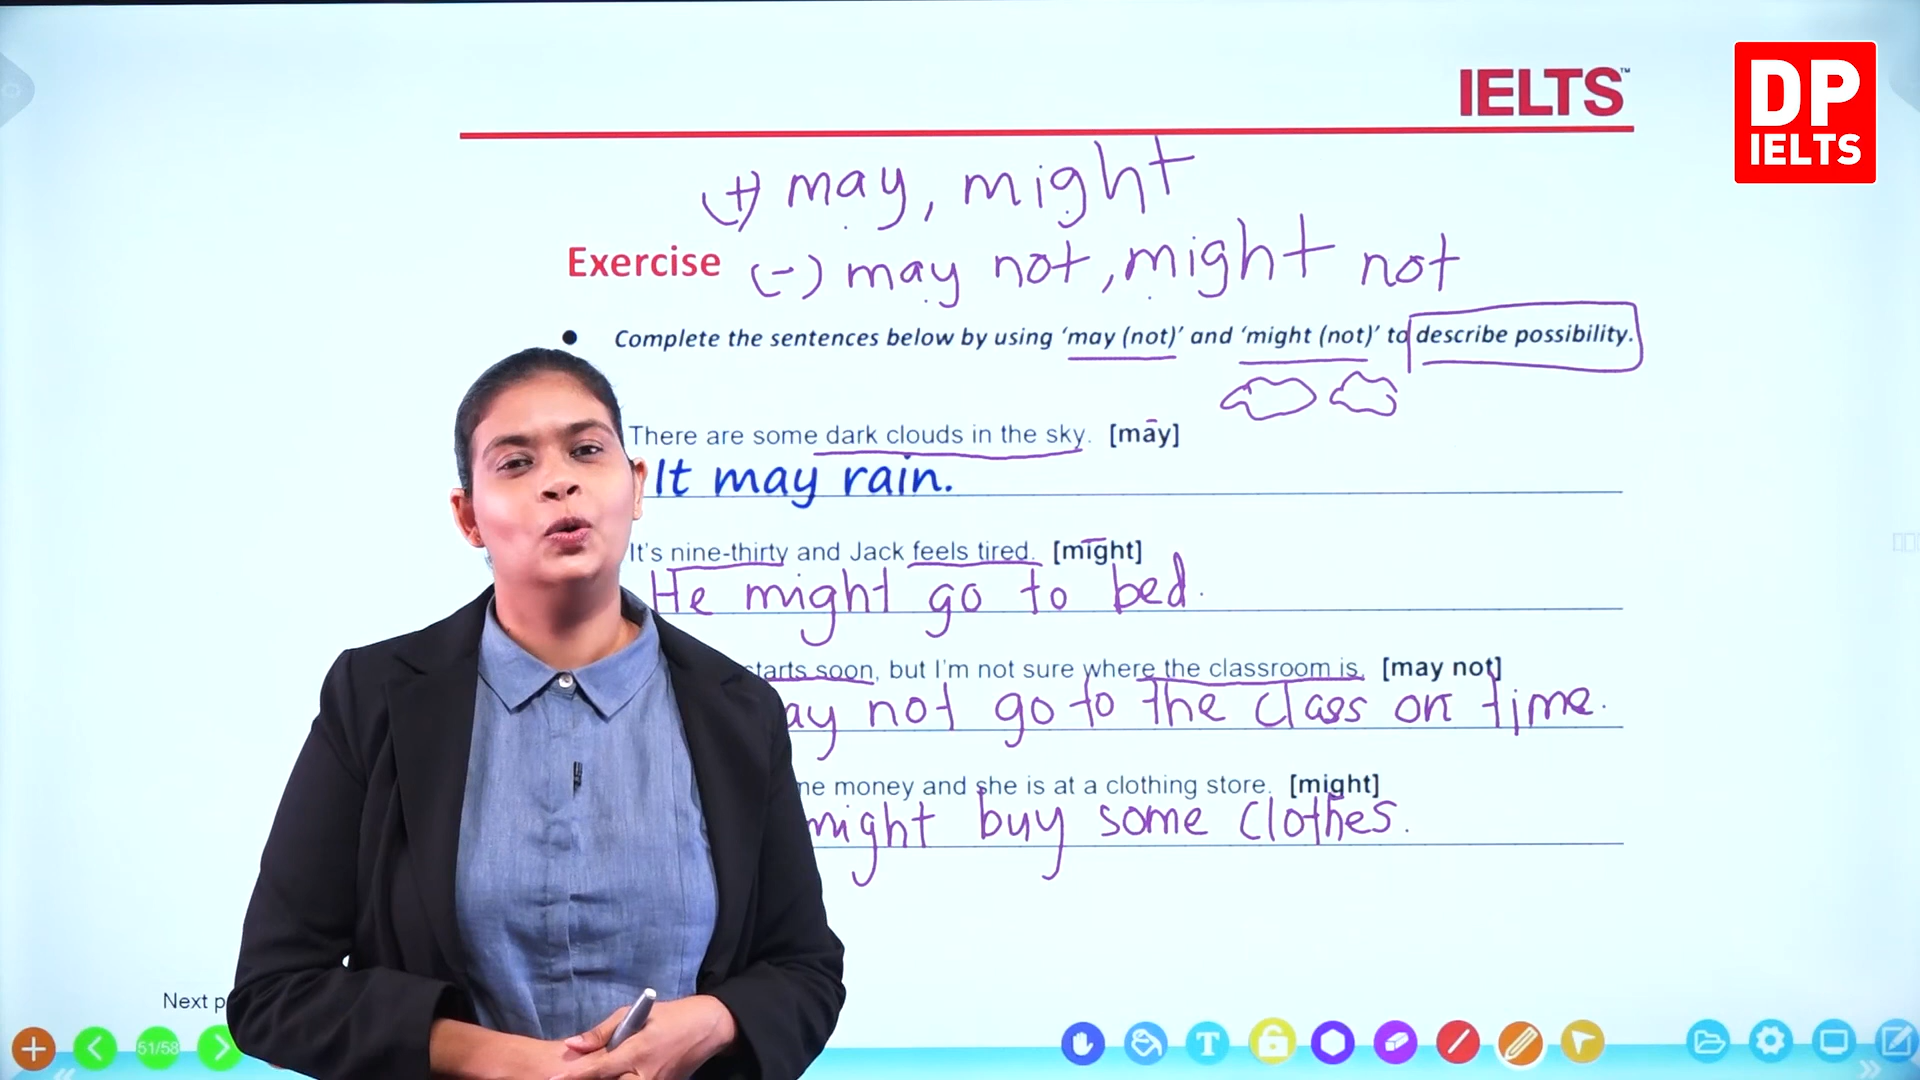 IELTS™
DP
IELTS
(+) may, might
Exercise (-) may not, might not
• Complete the sentences below by using ‘may (not)’ and ‘might (not)’ to describe possibility.
There are some dark clouds in the sky. [may]
It may rain.
It's nine-thirty and Jack feels tired. [might]
He might go to bed.
starts soon, but I'm not sure where the classroom is. [may not]
not go to the class on time.
money and she is at a clothing store. [might]
might buy some clothes.
Next
51/58
T